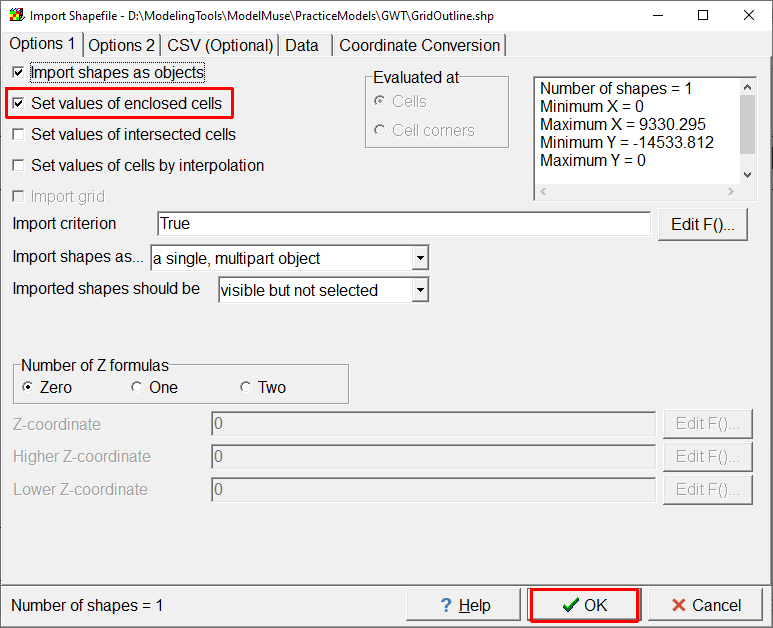 Import Shapefile - D:\ModelingTools\ModelMuse\PracticeModels\GWT\GridOutline.shp
Options 1 Options 2 CSV (Optional) Data Coordinate Conversion
Import shapes as objects
Set values of enclosed cells
Set values of intersected cells
Set values of cells by interpolation
Import grid
Evaluated at
Cells
Cell corners
Number of shapes = 1
Minimum X = 0
Maximum X = 9330.295
Minimum Y = -14533.812
Maximum Y = 0
Import criterion True Edit F()...
Import shapes as... a single, multipart object
Imported shapes should be visible but not selected
Number of Z formulas
Zero One Two
Z-coordinate 0 Edit F()...
Higher Z-coordinate 0 Edit F()...
Lower Z-coordinate 0 Edit F()...
Number of shapes = 1 ? Help OK Cancel